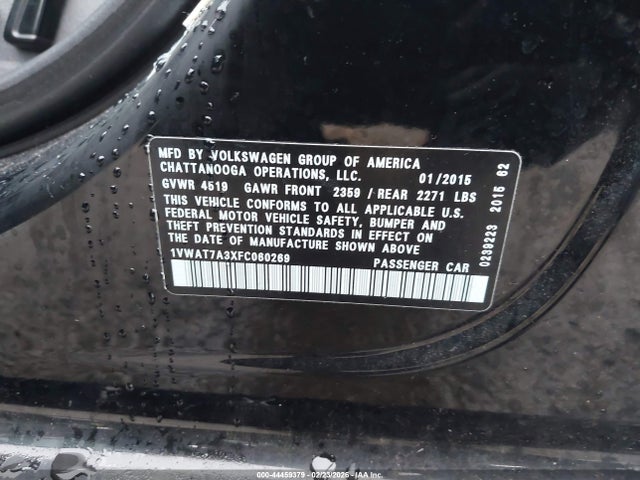 MFD BY VOLKSWAGEN GROUP OF AMERICA
CHATTANOOGA OPERATIONS, LLC. 01/2015
GVWR 4519 GAWR FRONT 2359 / REAR 2271 LBS
THIS VEHICLE CONFORMS TO ALL APPLICABLE U.S.
FEDERAL MOTOR VEHICLE SAFETY, BUMPER AND
THEFT PREVENTION STANDARDS IN EFFECT ON
THE DATE OF MANUFACTURE SHOWN ABOVE
1VWAT7A3XFC060269 PASSENGER CAR
0239223 2015 62
000-44459379 - 02/23/2026 - COPYRIGHT IAA